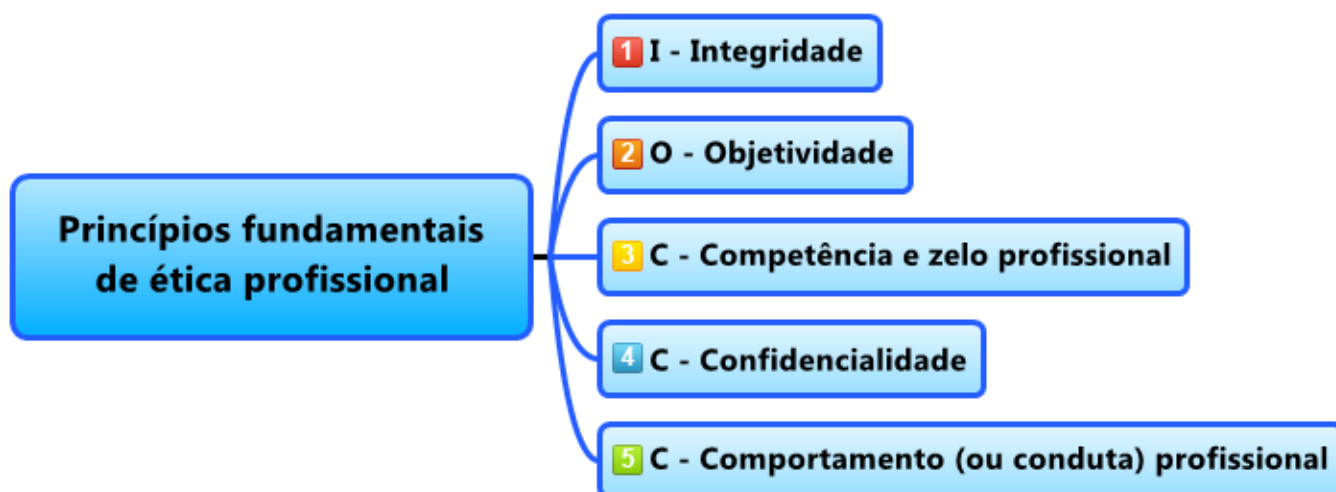 Princípios fundamentais
de ética profissional
1 I - Integridade
2 O - Objetividade
3 C - Competência e zelo profissional
4 C - Confidencialidade
5 C - Comportamento (ou conduta) profissional